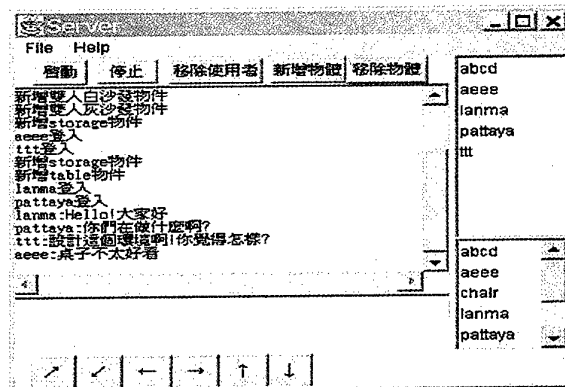 Server
File Help
啓動 停止 移除使用者 新增物體 移除物體
新增雙人白沙發物件
新增雙人灰沙發物件
新增storage物件
aeee登入
ttt登入
新增storage物件
新增table物件
lanma登入
pattaya登入
lanma:Hello!大家好
pattaya:你們在做什麼啊?
ttt:設計這個環境啊!你覺得怎樣?
aeee:桌子不太好看
abcd
aeee
lanma
pattaya
ttt
abcd
aeee
chair
lanma
pattaya
↗ ↙ ← → ↑ ↓